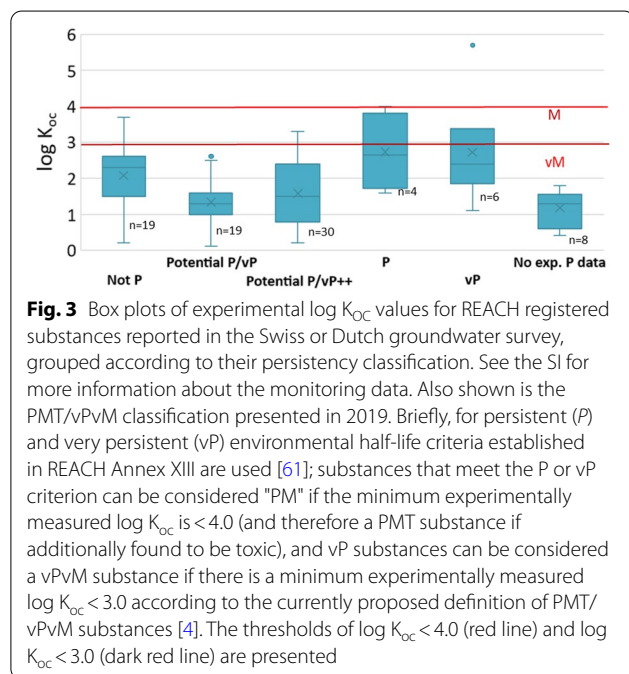 6
5
4
3
2
1
0
log Koc
M
vM
n=19
n=19
n=30
n=4
n=6
n=8
Not P
Potential P/vP
Potential P/vP++
P
vP
No exp. P data
Fig. 3 Box plots of experimental log KOC values for REACH registered
substances reported in the Swiss or Dutch groundwater survey,
grouped according to their persistency classification. See the SI for
more information about the monitoring data. Also shown is the
PMT/vPvM classification presented in 2019. Briefly, for persistent (P)
and very persistent (vP) environmental half-life criteria established
in REACH Annex XIII are used [61]; substances that meet the P or vP
criterion can be considered "PM" if the minimum experimentally
measured log Koc is < 4.0 (and therefore a PMT substance if
additionally found to be toxic), and vP substances can be considered
a vPvM substance if there is a minimum experimentally measured
log Koc < 3.0 according to the currently proposed definition of PMT/
vPvM substances [4]. The thresholds of log Koc < 4.0 (red line) and log
Koc < 3.0 (dark red line) are presented